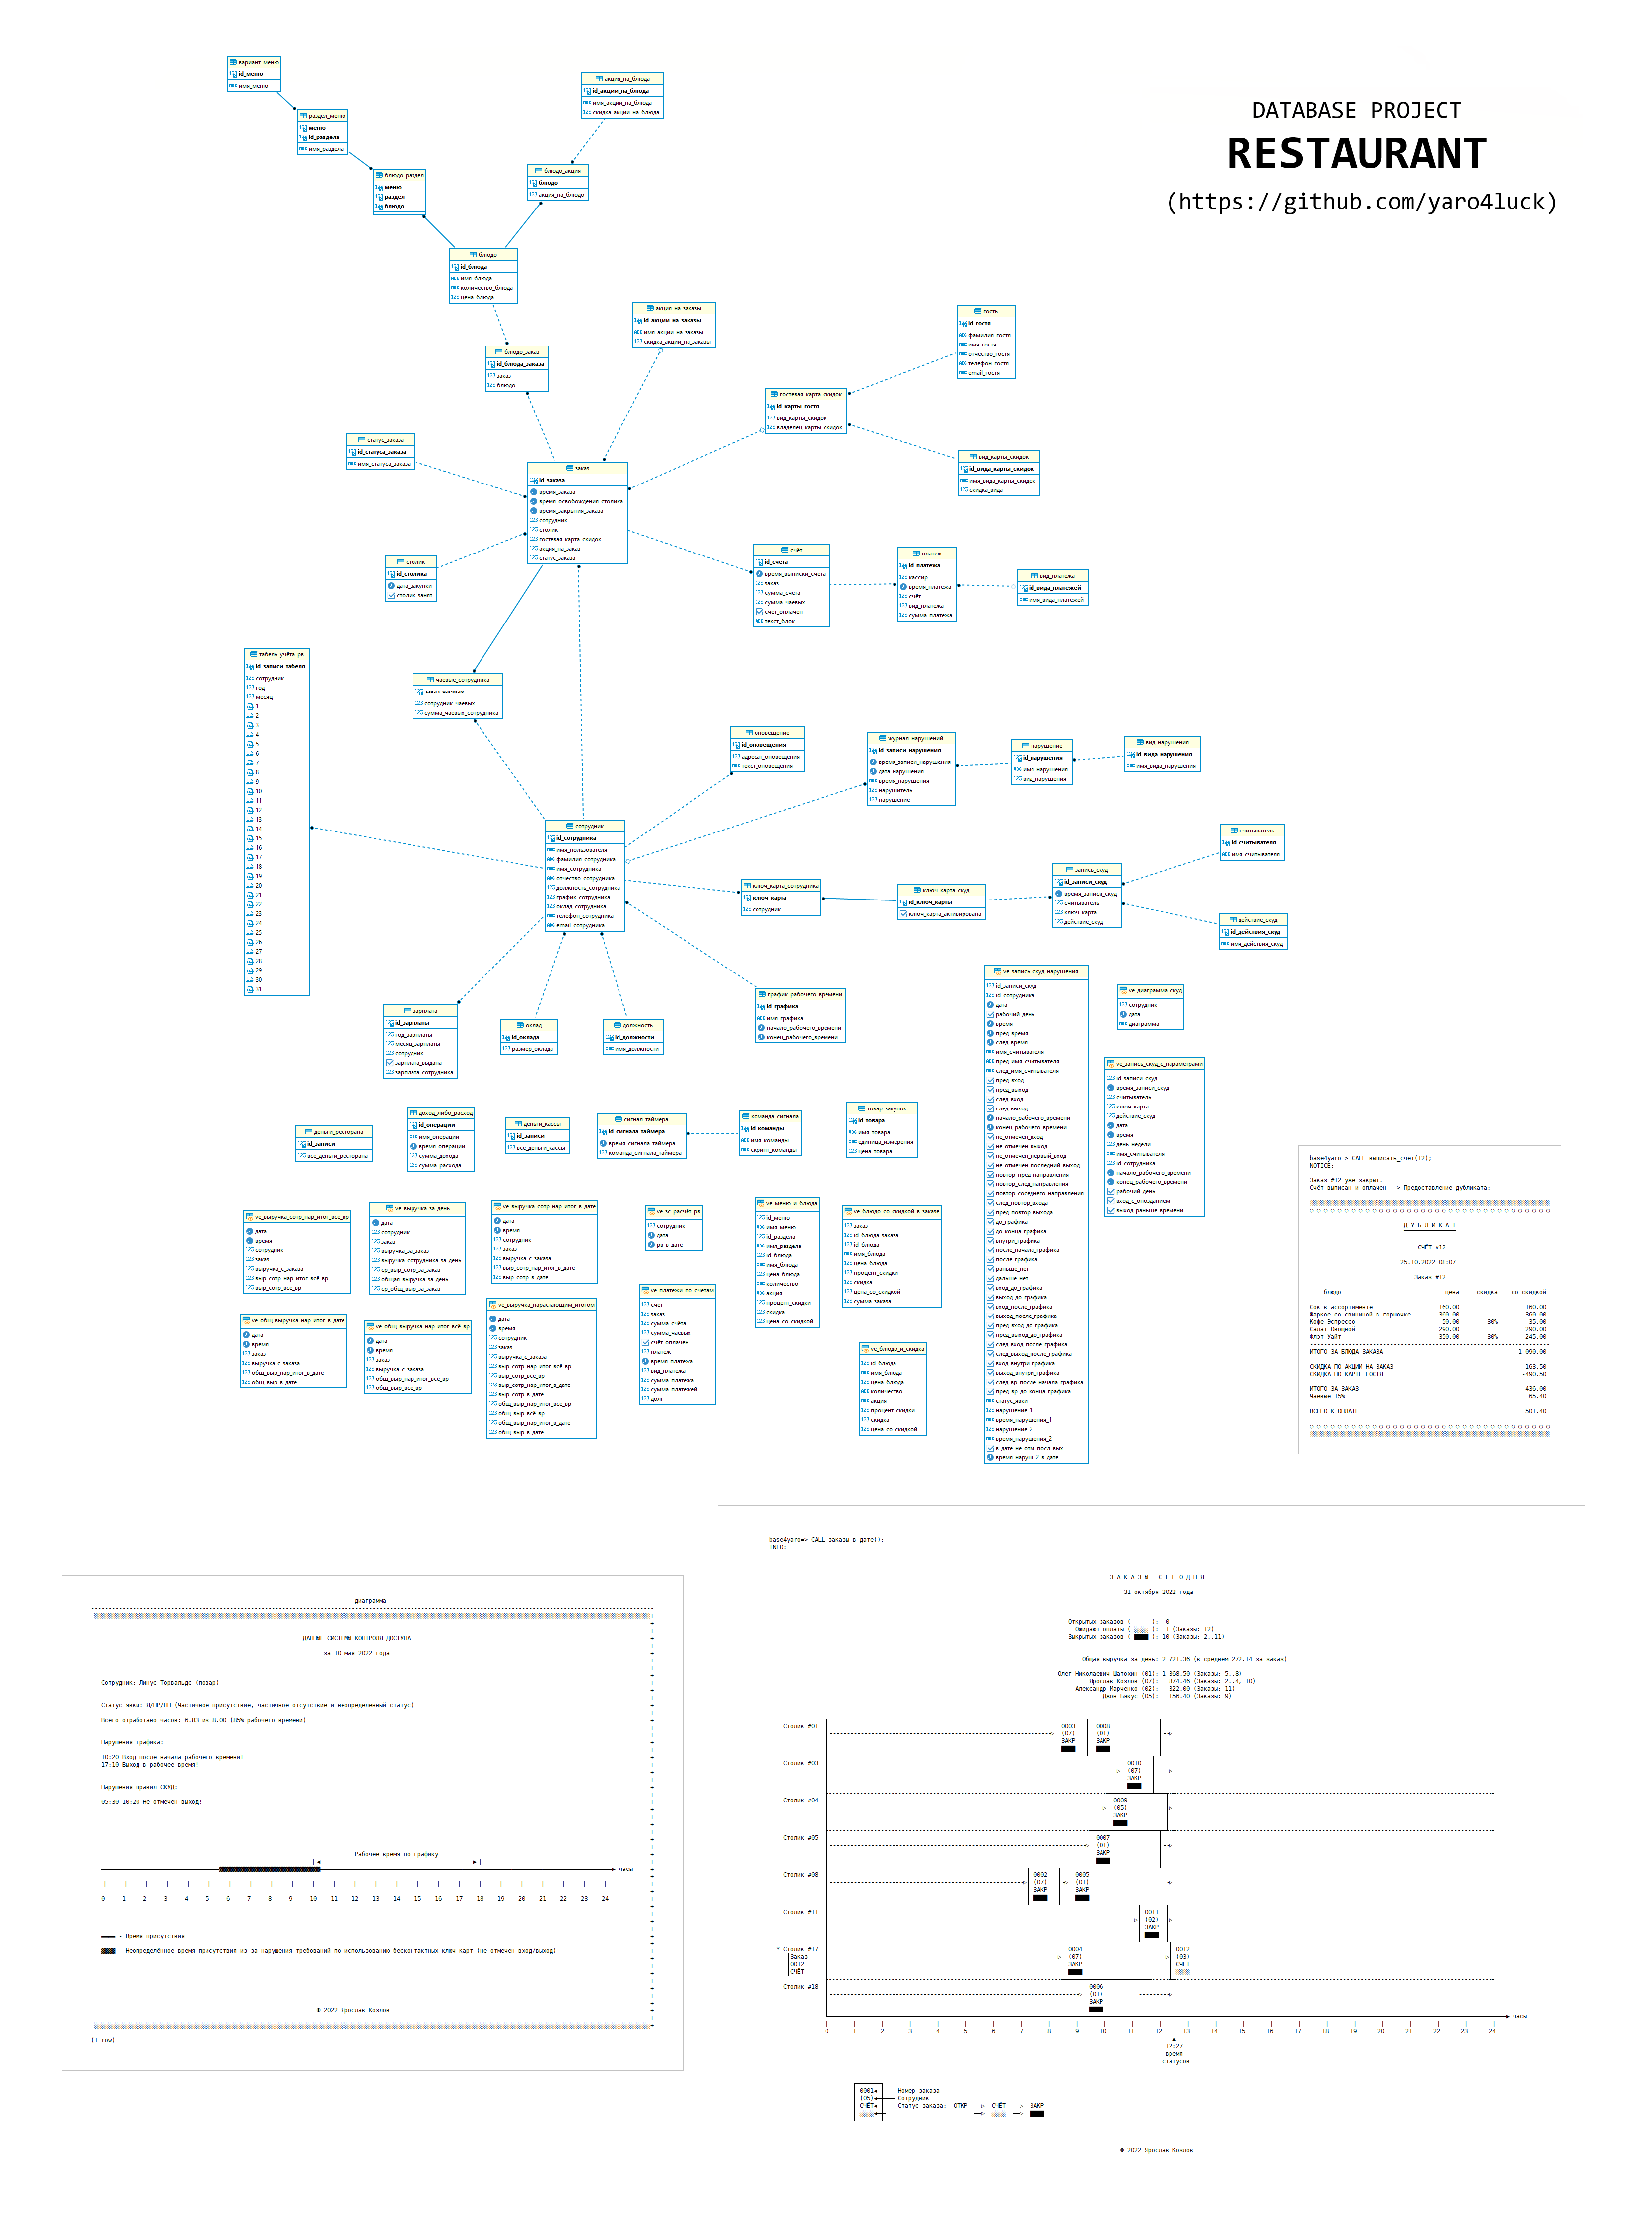 DATABASE PROJECT
RESTAURANT
(https://github.com/yaro4luck)
вариант_меню
id_меню
имя_меню
раздел_меню
меню
id_раздела
имя_раздела
блюдо_раздел
меню
раздел
блюдо
акция_на_блюда
id_акции_на_блюда
имя_акции_на_блюда
скидка_акции_на_блюда
блюдо_акция
блюдо
акция_на_блюдо
блюдо
id_блюда
имя_блюда
количество_блюда
цена_блюда
блюдо_заказ
id_блюда_заказа
заказ
блюдо
акция_на_заказы
id_акции_на_заказы
имя_акции_на_заказы
скидка_акции_на_заказы
гость
id_гостя
фамилия_гостя
имя_гостя
отчество_гостя
телефон_гостя
email_гостя
гостевая_карта_скидок
id_карты_гостя
вид_карты_скидок
владелец_карты_скидок
вид_карты_скидок
id_вида_карты_скидок
имя_вида_карты_скидок
скидка_вида
статус_заказа
id_статуса_заказа
имя_статуса_заказа
заказ
id_заказа
время_заказа
время_освобождения_столика
время_закрытия_заказа
сотрудник
столик
гостевая_карта_скидок
акция_на_заказ
статус_заказа
столик
id_столика
дата_закупки
столик_занят
счёт
id_счёта
время_выписки_счёта
заказ
сумма_счёта
сумма_чаевых
счёт_оплачен
текст_блок
платёж
id_платежа
кассир
время_платежа
счёт
вид_платежа
сумма_платежа
вид_платежа
id_вида_платежей
имя_вида_платежей
табель_учёта_рв
id_записи_табеля
сотрудник
год
месяц
1
2
3
4
5
6
7
8
9
10
11
12
13
14
15
16
17
18
19
20
21
22
23
24
25
26
27
28
29
30
31
чаевые_сотрудника
заказ_чаевых
сотрудник_чаевых
сумма_чаевых_сотрудника
оповещение
id_оповещения
адресат_оповещения
текст_оповещения
журнал_нарушений
id_записи_нарушения
время_записи_нарушения
дата_нарушения
время_нарушения
нарушитель
нарушение
нарушение
id_нарушения
имя_нарушения
вид_нарушения
вид_нарушения
id_вида_нарушения
имя_вида_нарушения
сотрудник
id_сотрудника
имя_пользователя
фамилия_сотрудника
имя_сотрудника
отчество_сотрудника
должность_сотрудника
график_сотрудника
оклад_сотрудника
телефон_сотрудника
email_сотрудника
ключ_карта_сотрудника
ключ_карта
сотрудник
ключ_карта_скуд
id_ключ_карты
ключ_карта_активирована
запись_скуд
id_записи_скуд
время_записи_скуд
считыватель
ключ_карта
действие_скуд
считыватель
id_считывателя
имя_считывателя
действие_скуд
id_действия_скуд
имя_действия_скуд
зарплата
id_зарплаты
год_зарплаты
месяц_зарплаты
сотрудник
зарплата_выдана
зарплата_сотрудника
оклад
id_оклада
размер_оклада
должность
id_должности
имя_должности
график_рабочего_времени
id_графика
имя_графика
начало_рабочего_времени
конец_рабочего_времени
ve_запись_скуд_нарушения
id_записи_скуд
id_сотрудника
дата
рабочий_день
время
пред_время
след_время
имя_считывателя
пред_имя_считывателя
след_имя_считывателя
пред_вход
пред_выход
след_вход
след_выход
начало_рабочего_времени
конец_рабочего_времени
не_отмечен_вход
не_отмечен_выход
не_отмечен_первый_вход
не_отмечен_последний_выход
повтор_пред_направления
повтор_след_направления
повтор_соседнего_направления
след_повтор_входа
пред_повтор_выхода
до_графика
до_конца_графика
внутри_графика
после_начала_графика
после_графика
раньше_нет
дальше_нет
вход_до_графика
выход_до_графика
вход_после_графика
выход_после_графика
пред_вход_до_графика
пред_выход_до_графика
след_вход_после_графика
след_выход_после_графика
вход_внутри_графика
выход_внутри_графика
след_вр_после_начала_графика
пред_вр_до_конца_графика
статус_явки
нарушение_1
время_нарушения_1
нарушение_2
время_нарушения_2
в_дате_не_отм_посл_вых
время_наруш_2_в_дате
ve_диаграмма_скуд
сотрудник
дата
диаграмма
ve_запись_скуд_с_параметрами
id_записи_скуд
время_записи_скуд
считыватель
ключ_карта
действие_скуд
дата
время
день_недели
имя_считывателя
id_сотрудника
начало_рабочего_времени
конец_рабочего_времени
рабочий_день
вход_с_опозданием
выход_раньше_времени
деньги_ресторана
id_записи
все_деньги_ресторана
доход_либо_расход
id_операции
имя_операции
время_операции
сумма_дохода
сумма_расхода
деньги_кассы
id_записи
все_деньги_кассы
сигнал_таймера
id_сигнала_таймера
время_сигнала_таймера
команда_сигнала_таймера
команда_сигнала
id_команды
имя_команды
скрипт_команды
товар_закупок
id_товара
имя_товара
единица_измерения
цена_товара
ve_выручка_сотр_нар_итог_всё_вр
дата
время
сотрудник
заказ
выручка_с_заказа
выр_сотр_нар_итог_всё_вр
выр_сотр_всё_вр
ve_выручка_за_день
дата
сотрудник
заказ
выручка_за_заказ
выручка_сотрудника_за_день
ср_выр_сотр_за_заказ
общая_выручка_за_день
ср_общ_выр_за_заказ
ve_выручка_сотр_нар_итог_в_дате
дата
время
сотрудник
заказ
выручка_с_заказа
выр_сотр_нар_итог_в_дате
выр_сотр_в_дате
ve_зс_расчёт_рв
сотрудник
дата
рв_в_дате
ve_меню_и_блюда
id_меню
имя_меню
id_раздела
имя_раздела
id_блюда
имя_блюда
цена_блюда
количество
акция
процент_скидки
скидка
цена_со_скидкой
ve_блюдо_со_скидкой_в_заказе
заказ
id_блюда_заказа
id_блюда
имя_блюда
цена_блюда
процент_скидки
скидка
цена_со_скидкой
сумма_заказа
ve_общ_выручка_нар_итог_в_дате
дата
время
заказ
выручка_с_заказа
общ_выр_нар_итог_в_дате
общ_выр_в_дате
ve_общ_выручка_нар_итог_всё_вр
дата
время
заказ
выручка_с_заказа
общ_выр_нар_итог_всё_вр
общ_выр_всё_вр
ve_выручка_нарастающим_итогом
дата
время
сотрудник
заказ
выручка_с_заказа
выр_сотр_нар_итог_всё_вр
выр_сотр_всё_вр
выр_сотр_нар_итог_в_дате
выр_сотр_в_дате
общ_выр_нар_итог_всё_вр
общ_выр_всё_вр
общ_выр_нар_итог_в_дате
общ_выр_в_дате
ve_платежи_по_счетам
счёт
заказ
сумма_счёта
сумма_чаевых
счёт_оплачен
платёж
время_платежа
вид_платежа
сумма_платежа
сумма_платежей
долг
ve_блюдо_и_скидка
id_блюда
имя_блюда
цена_блюда
количество
акция
процент_скидки
скидка
цена_со_скидкой
base4yaro=> CALL выписать_счёт(12);
NOTICE:
Заказ #12 уже закрыт.
Счёт выписан и оплачен --> Предоставление дубликата:
Д У Б Л И К А Т
СЧЁТ #12
25.10.2022 08:07
Заказ #12
блюдо цена скидка со скидкой
Сок в ассортименте 160.00 160.00
Жаркое со свининой в горшочке 360.00 360.00
Кофе Эспрессо 50.00 -30% 35.00
Салат Овощной 290.00 290.00
Флэт Уайт 350.00 -30% 245.00
ИТОГО ЗА БЛЮДА ЗАКАЗА 1 090.00
СКИДКА ПО АКЦИИ НА ЗАКАЗ -163.50
СКИДКА ПО КАРТЕ ГОСТЯ -490.50
ИТОГО ЗА ЗАКАЗ 436.00
Чаевые 15% 65.40
ВСЕГО К ОПЛАТЕ 501.40
диаграмма
ДАННЫЕ СИСТЕМЫ КОНТРОЛЯ ДОСТУПА
за 10 мая 2022 года
Сотрудник: Линус Торвальдс (повар)
Статус явки: Я/ПР/НН (Частичное присутствие, частичное отсутствие и неопределённый статус)
Всего отработано часов: 6.83 из 8.00 (85% рабочего времени)
Нарушения графика:
10:20 Вход после начала рабочего времени!
17:10 Выход в рабочее время!
Нарушения правил СКУД:
05:30-10:20 Не отмечен выход!
Рабочее время по графику
часы
0 1 2 3 4 5 6 7 8 9 10 11 12 13 14 15 16 17 18 19 20 21 22 23 24
- Время присутствия
- Неопределённое время присутствия из-за нарушения требований по использованию бесконтактных ключ-карт (не отмечен вход/выход)
© 2022 Ярослав Козлов
(1 row)
base4yaro=> CALL заказы_в_дате();
INFO:
З А К А З Ы С Е Г О Д Н Я
31 октября 2022 года
Открытых заказов ( ): 0
Ожидают оплаты ( ): 1 (Заказы: 12)
Зыкрытых заказов ( ): 10 (Заказы: 2..11)
Общая выручка за день: 2 721.36 (в среднем 272.14 за заказ)
Олег Николаевич Шатохин (01): 1 368.50 (Заказы: 5..8)
Ярослав Козлов (07): 874.46 (Заказы: 2..4, 10)
Александр Марченко (02): 322.00 (Заказы: 11)
Джон Бэкус (05): 156.40 (Заказы: 9)
Столик #01 0003 0008
(07) (01)
ЗАКР ЗАКР
Столик #03 0010
(07)
ЗАКР
Столик #04 0009
(05)
ЗАКР
Столик #05 0007
(01)
ЗАКР
Столик #08 0002 0005
(07) (01)
ЗАКР ЗАКР
Столик #11 0011
(02)
ЗАКР
* Столик #17 0004 0012
Заказ (07) (03)
0012 ЗАКР СЧЁТ
СЧЁТ
Столик #18 0006
(01)
ЗАКР
часы
0 1 2 3 4 5 6 7 8 9 10 11 12 13 14 15 16 17 18 19 20 21 22 23 24
12:27
время
статусов
0001 Номер заказа
(05) Сотрудник
СЧЁТ Статус заказа: ОТКР СЧЁТ ЗАКР
© 2022 Ярослав Козлов